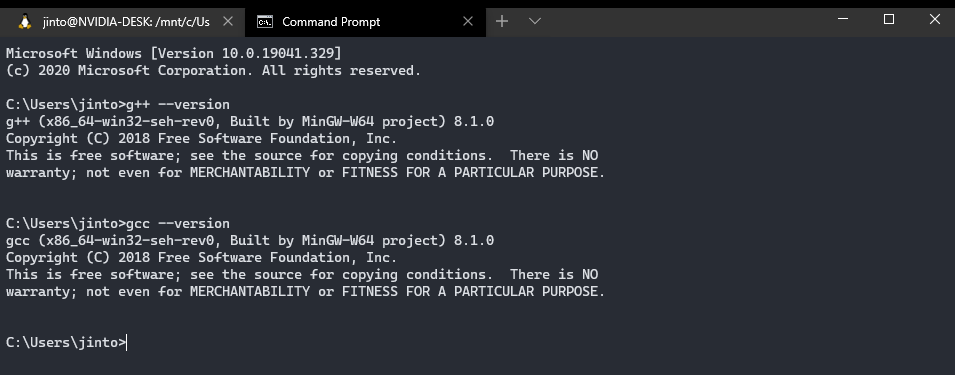 jinto@NVIDIA-DESK: /mnt/c/Us
Command Prompt
Microsoft Windows [Version 10.0.19041.329]
(c) 2020 Microsoft Corporation. All rights reserved.
C:\Users\jinto>g++ --version
g++ (x86_64-win32-seh-rev0, Built by MinGW-W64 project) 8.1.0
Copyright (C) 2018 Free Software Foundation, Inc.
This is free software; see the source for copying conditions.  There is NO
warranty; not even for MERCHANTABILITY or FITNESS FOR A PARTICULAR PURPOSE.
C:\Users\jinto>gcc --version
gcc (x86_64-win32-seh-rev0, Built by MinGW-W64 project) 8.1.0
Copyright (C) 2018 Free Software Foundation, Inc.
This is free software; see the source for copying conditions.  There is NO
warranty; not even for MERCHANTABILITY or FITNESS FOR A PARTICULAR PURPOSE.
C:\Users\jinto>